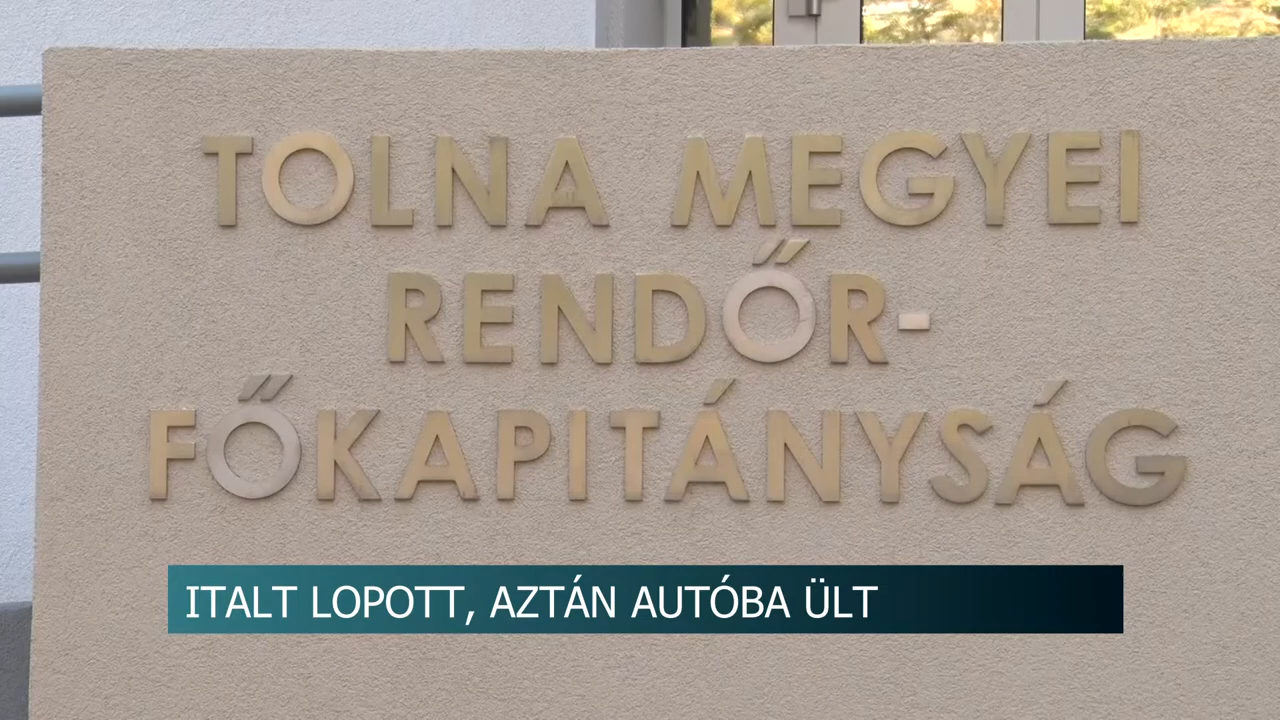 TOLNA MEGYEI
RENDŐR-
FŐKAPITÁNYSÁG
ITALT LOPOTT, AZTÁN AUTÓBA ÜLT